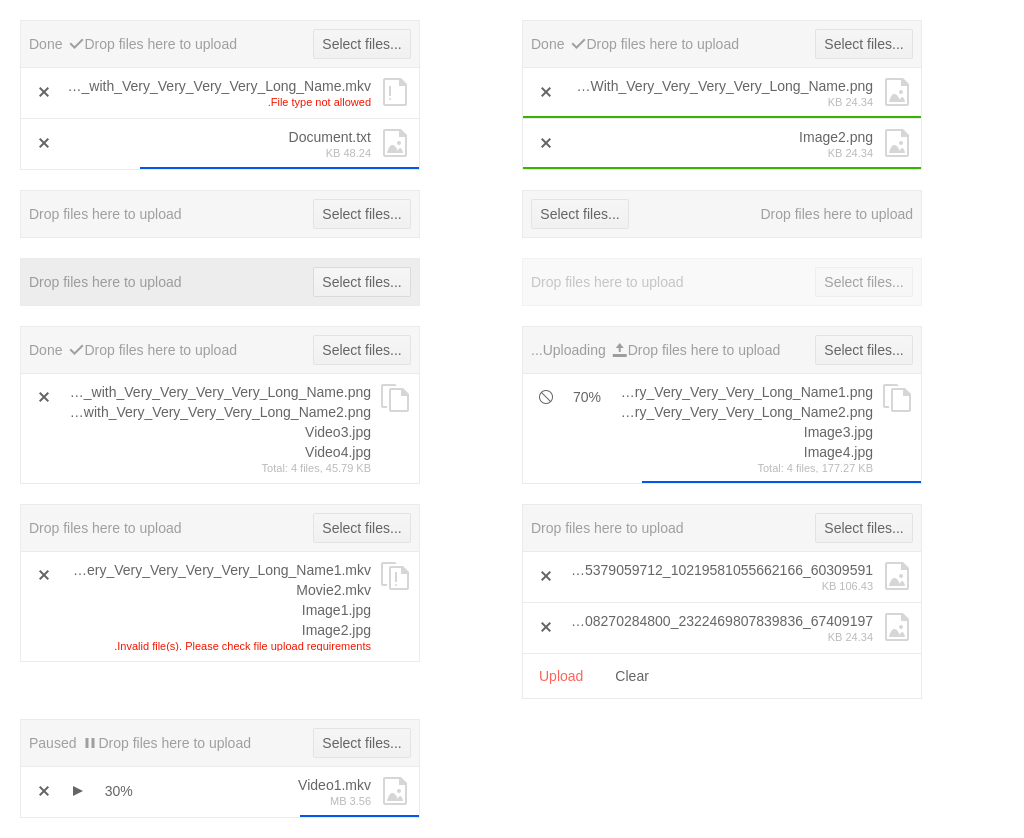 Done Drop files here to upload Select files...
..._with_Very_Very_Very_Very_Long_Name.mkv
.File type not allowed
Document.txt
KB 48.24
Done Drop files here to upload Select files...
...With_Very_Very_Very_Very_Long_Name.png
KB 24.34
Image2.png
KB 24.34
Drop files here to upload Select files...
Select files... Drop files here to upload
Drop files here to upload Select files...
Drop files here to upload Select files...
Done Drop files here to upload Select files...
..._with_Very_Very_Very_Very_Long_Name.png
...with_Very_Very_Very_Very_Long_Name2.png
Video3.jpg
Video4.jpg
Total: 4 files, 45.79 KB
...Uploading Drop files here to upload Select files...
70% ...ry_Very_Very_Very_Long_Name1.png
...ry_Very_Very_Very_Long_Name2.png
Image3.jpg
Image4.jpg
Total: 4 files, 177.27 KB
Drop files here to upload Select files...
...ery_Very_Very_Very_Very_Long_Name1.mkv
Movie2.mkv
Image1.jpg
Image2.jpg
.Invalid file(s). Please check file upload requirements
Drop files here to upload Select files...
...5379059712_10219581055662166_60309591
KB 106.43
...08270284800_2322469807839836_67409197
KB 24.34
Upload Clear
Paused Drop files here to upload Select files...
30% Video1.mkv
MB 3.56